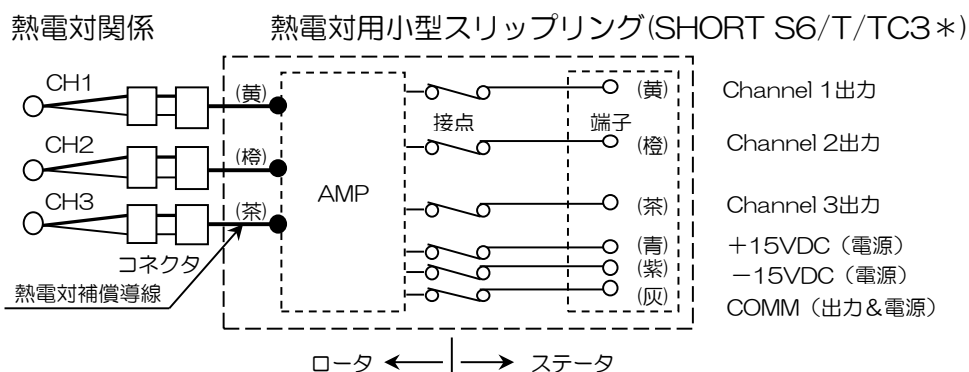 熱電対関係
熱電対用小型スリップリング(SHORT S6/T/TC3＊)
CH1
(黄)
(黄)
Channel 1出力
接点
端子
CH2
(橙)
(橙)
Channel 2出力
AMP
CH3
(茶)
(茶)
Channel 3出力
(青)
＋15VDC（電源）
コネクタ
(紫)
－15VDC（電源）
熱電対補償導線
(灰)
COMM（出力&電源）
ロータ
ステータ